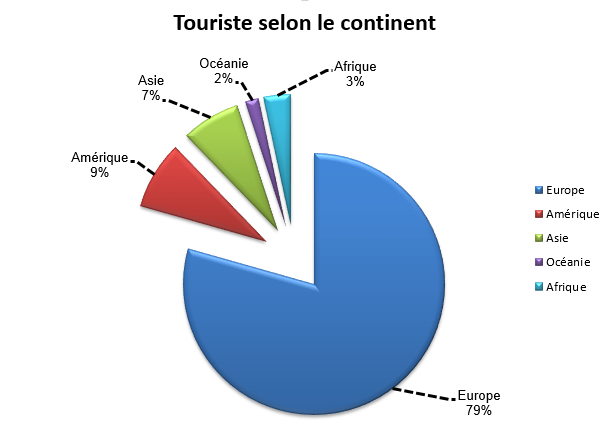 Touriste selon le continent
Océanie
2%
Afrique
3%
Asie
7%
Amérique
9%
Europe
79%
Europe
Amérique
Asie
Océanie
Afrique